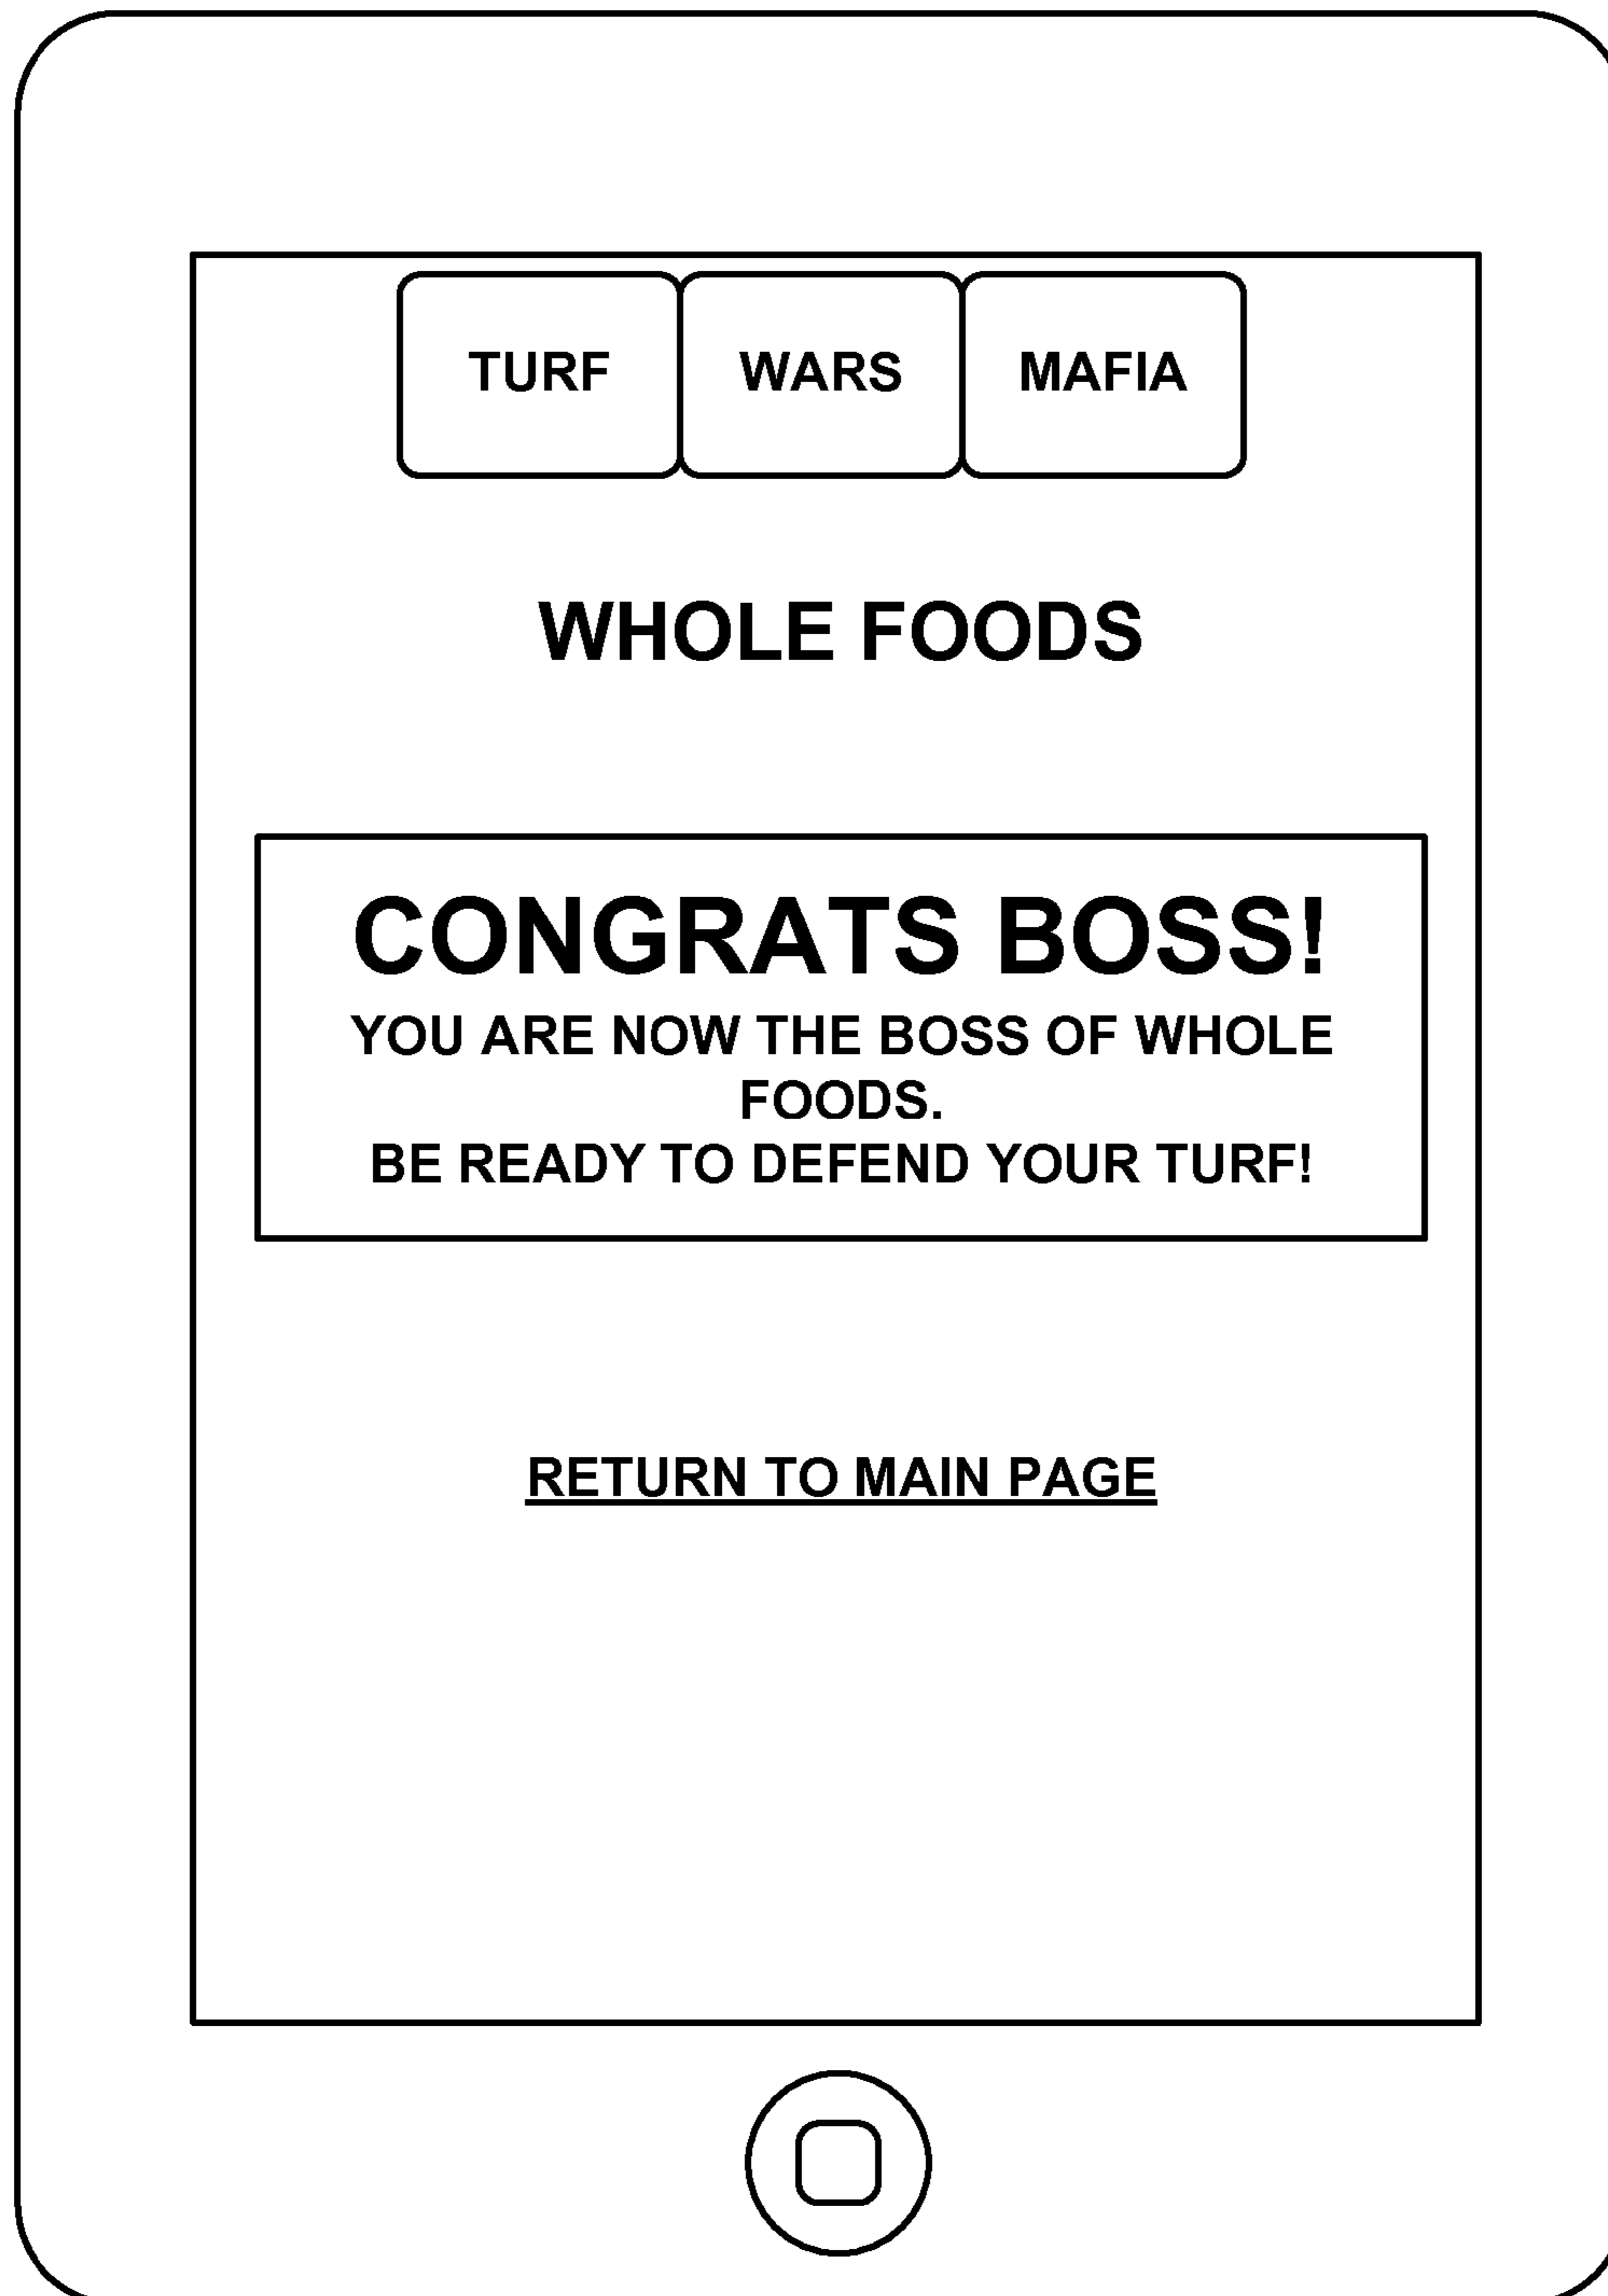 TURF WARS MAFIA
WHOLE FOODS
CONGRATS BOSS!
YOU ARE NOW THE BOSS OF WHOLE
FOODS.
BE READY TO DEFEND YOUR TURF!
RETURN TO MAIN PAGE